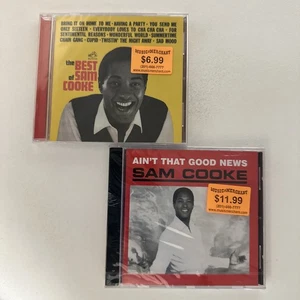 BRING IT ON HOME TO ME • HAVING A PARTY • YOU SEND ME
ONLY SIXTEEN • EVERYBODY LOVES TO CHA CHA CHA • FOR
SENTIMENTAL REASONS • WONDERFUL WORLD • SUMMERTIME
CHAIN GANG • CUPID • TWISTIN' THE NIGHT AWAY • SAD MOOD
the
BEST
of SAM
COOKE
$6.99
AIN'T THAT GOOD NEWS
SAM COOKE
$11.99